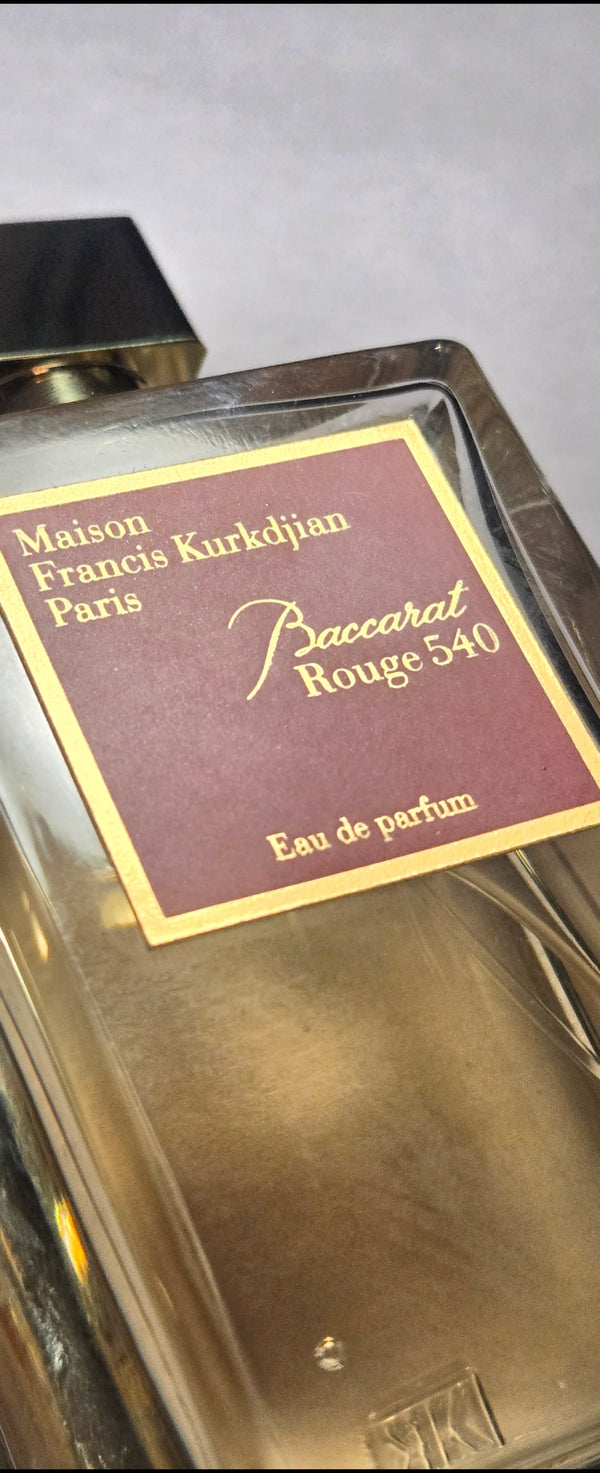 Maison
Francis Kurkdjian
Paris
Baccarat
Rouge 540
Eau de parfum